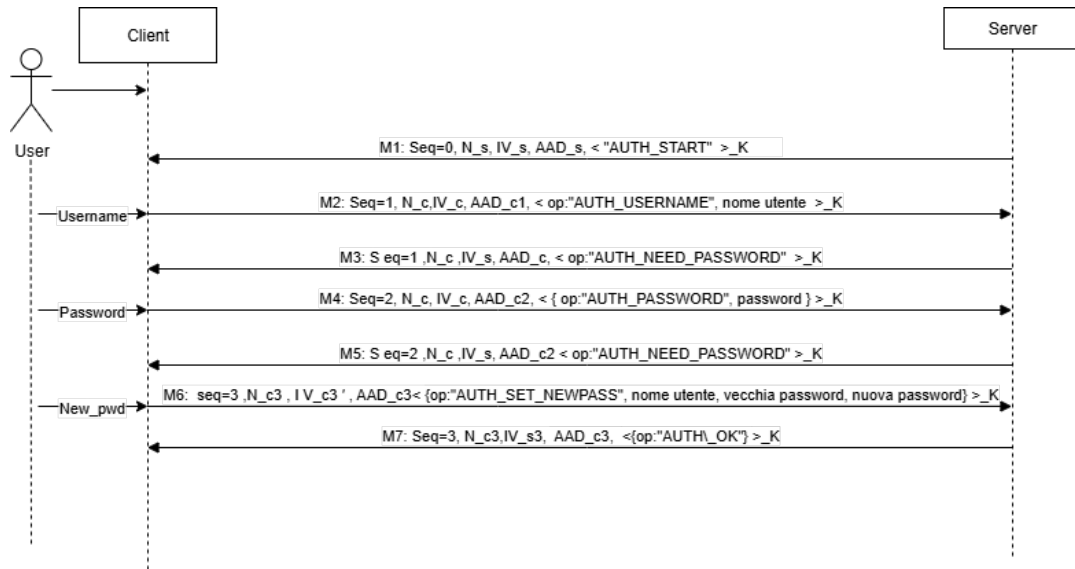 Client
Server
User
M1: Seq=0, N_s, IV_s, AAD_s, < "AUTH_START" >_K
Username
M2: Seq=1, N_c,IV_c, AAD_c1, < op:"AUTH_USERNAME", nome utente >_K
M3: S eq=1 ,N_c ,IV_s, AAD_c, < op:"AUTH_NEED_PASSWORD" >_K
Password
M4: Seq=2, N_c, IV_c, AAD_c2, < { op:"AUTH_PASSWORD", password } >_K
M5: S eq=2 ,N_c ,IV_s, AAD_c2 < op:"AUTH_NEED_PASSWORD" >_K
New_pwd
M6: seq=3 ,N_c3 , I V_c3 ' , AAD_c3< {op:"AUTH_SET_NEWPASS", nome utente, vecchia password, nuova password} >_K
M7: Seq=3, N_c3,IV_s3, AAD_c3, <{op:"AUTH\_OK"} >_K